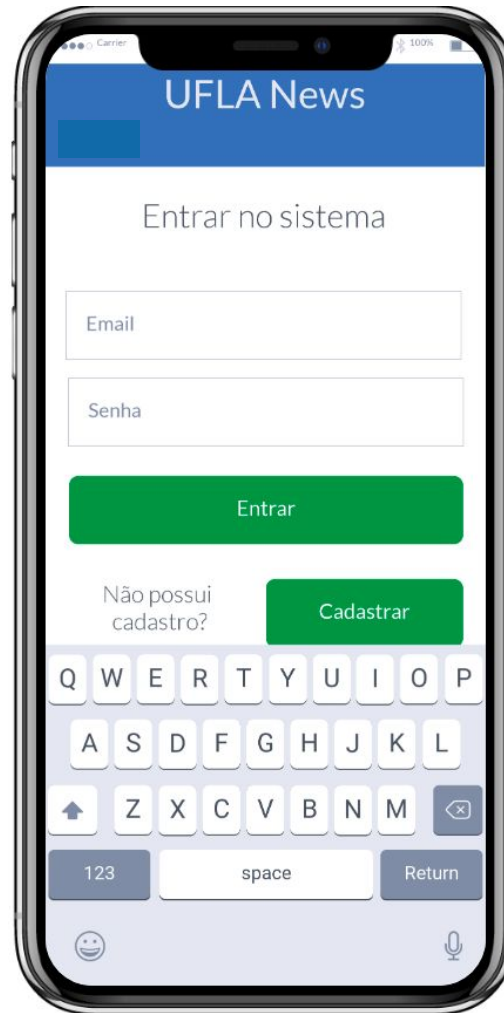 Carrier 100%
UFLA News
Entrar no sistema
Email
Senha
Entrar
Não possui
cadastro?
Cadastrar
Q W E R T Y U I O P
A S D F G H J K L
Z X C V B N M
123 space Return